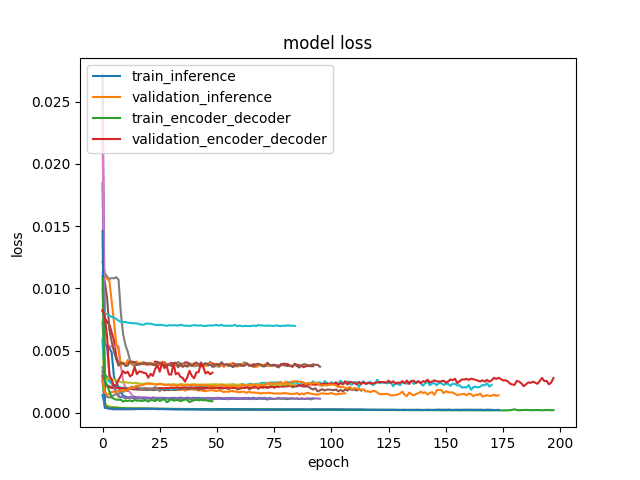 model loss
train_inference
validation_inference
train_encoder_decoder
validation_encoder_decoder
loss
0.025
0.020
0.015
0.010
0.005
0.000
0 25 50 75 100 125 150 175 200
epoch